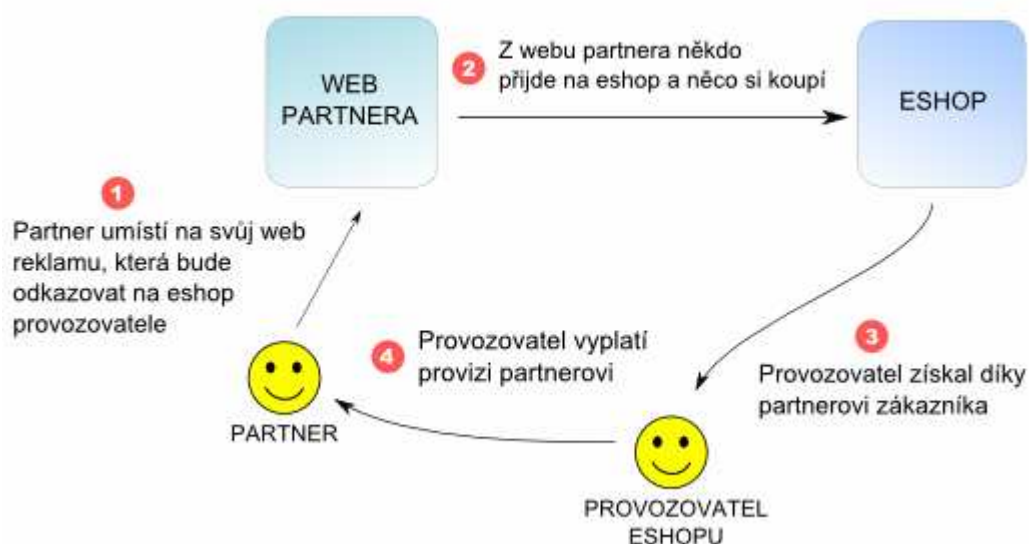 WEB
PARTNERA
2
Z webu partnera někdo
přijde na eshop a něco si koupí
ESHOP
1
Partner umístí na svůj web
reklamu, která bude
odkazovat na eshop
provozovatele
PARTNER
4
Provozovatel vyplatí
provizi partnerovi
3
Provozovatel získal díky
partnerovi zákazníka
PROVOZOVATEL
ESHOPU